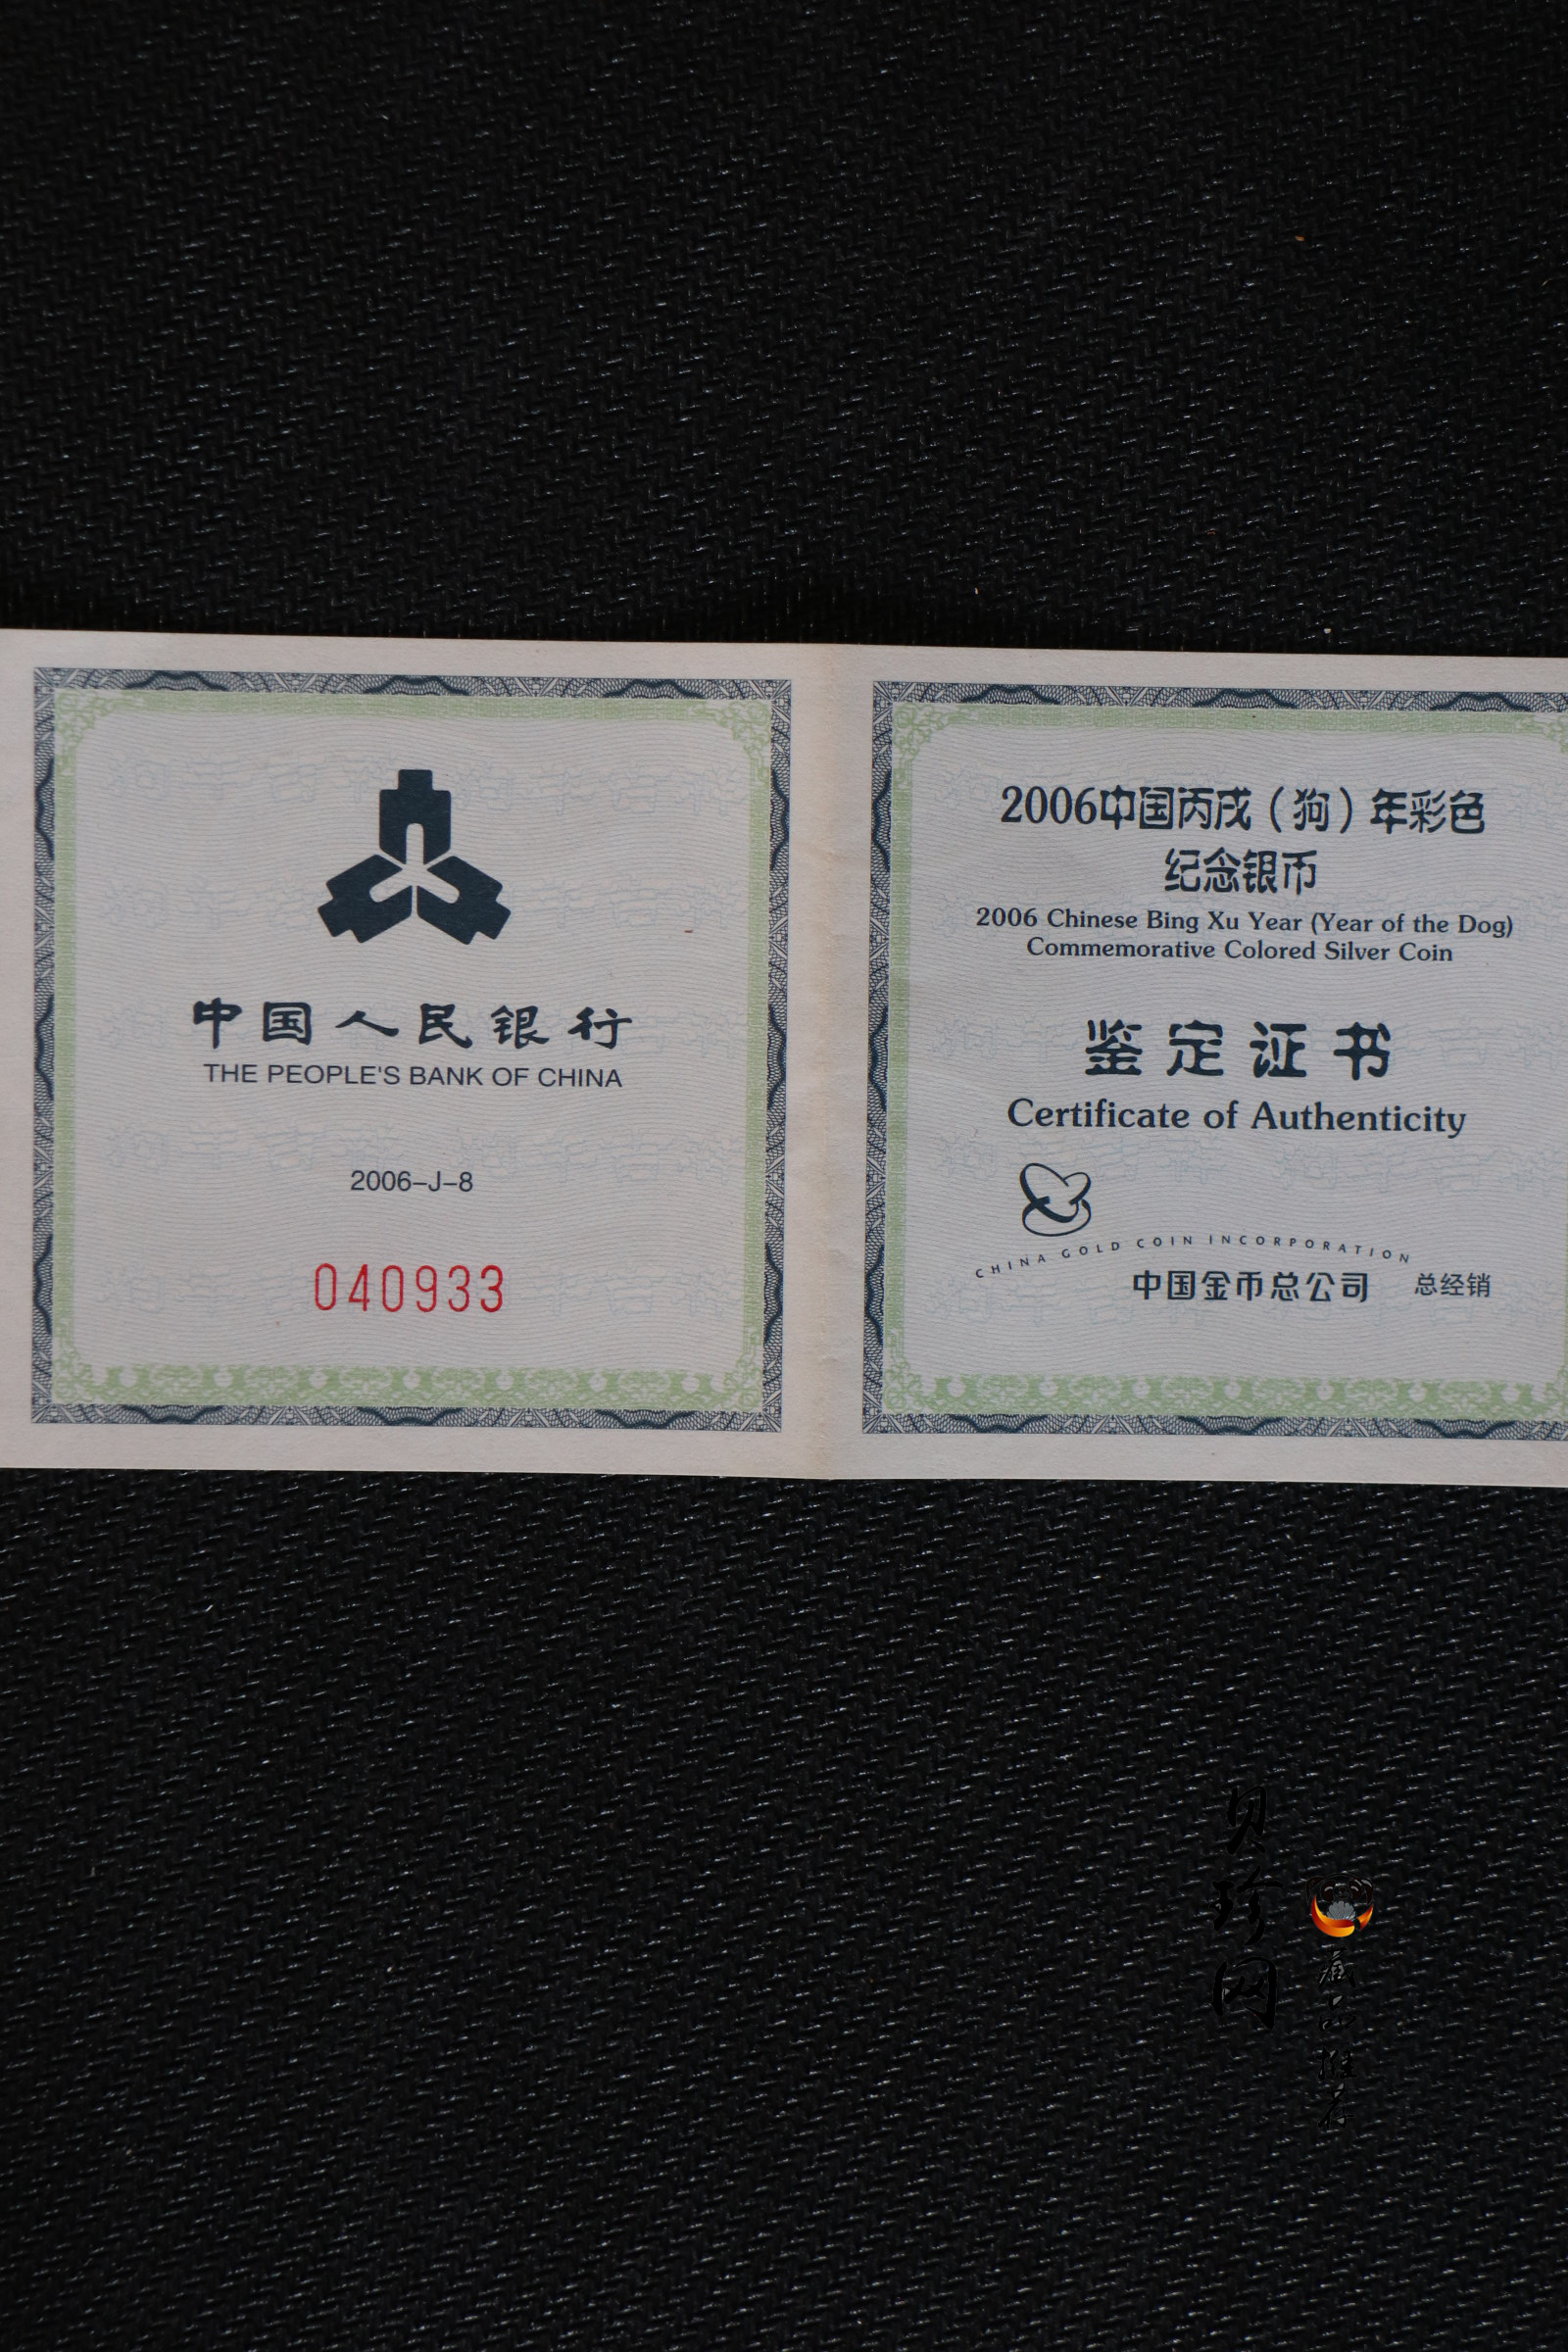 中国人民银行
THE PEOPLE'S BANK OF CHINA
2006-J-8
040933
2006中国丙戌（狗）年彩色
纪念银币
2006 Chinese Bing Xu Year (Year of the Dog)
Commemorative Colored Silver Coin
鉴定证书
Certificate of Authenticity
CHINA GOLD COIN INCORPORATION
中国金币总公司 总经销
贝珍网